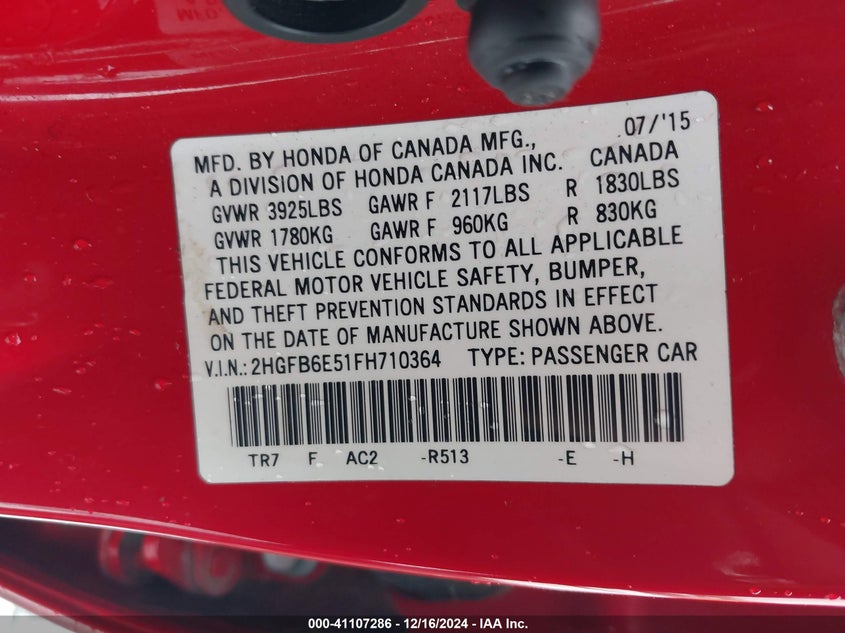 07/'15
MFD. BY HONDA OF CANADA MFG.,
A DIVISION OF HONDA CANADA INC. CANADA
GVWR 3925LBS GAWR F 2117LBS R 1830LBS
GVWR 1780KG GAWR F 960KG R 830KG
THIS VEHICLE CONFORMS TO ALL APPLICABLE
FEDERAL MOTOR VEHICLE SAFETY, BUMPER,
AND THEFT PREVENTION STANDARDS IN EFFECT
ON THE DATE OF MANUFACTURE SHOWN ABOVE.
V.I.N.: 2HGFB6E51FH710364 TYPE: PASSENGER CAR
TR7 F AC2 -R513 -E -H
000-41107286 - 12/16/2024 - IAA Inc.